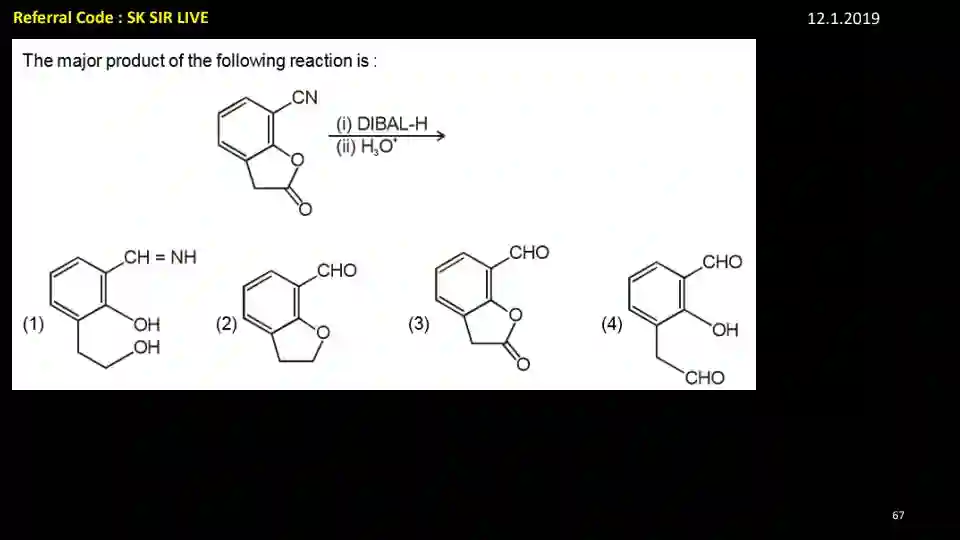 Referral Code : SK SIR LIVE
12.1.2019
The major product of the following reaction is :
CN
(i) DIBAL-H
(ii) H₃O⁺
O
O
(1)
CH = NH
OH
OH
(2)
CHO
O
(3)
CHO
O
O
(4)
CHO
OH
CHO
67